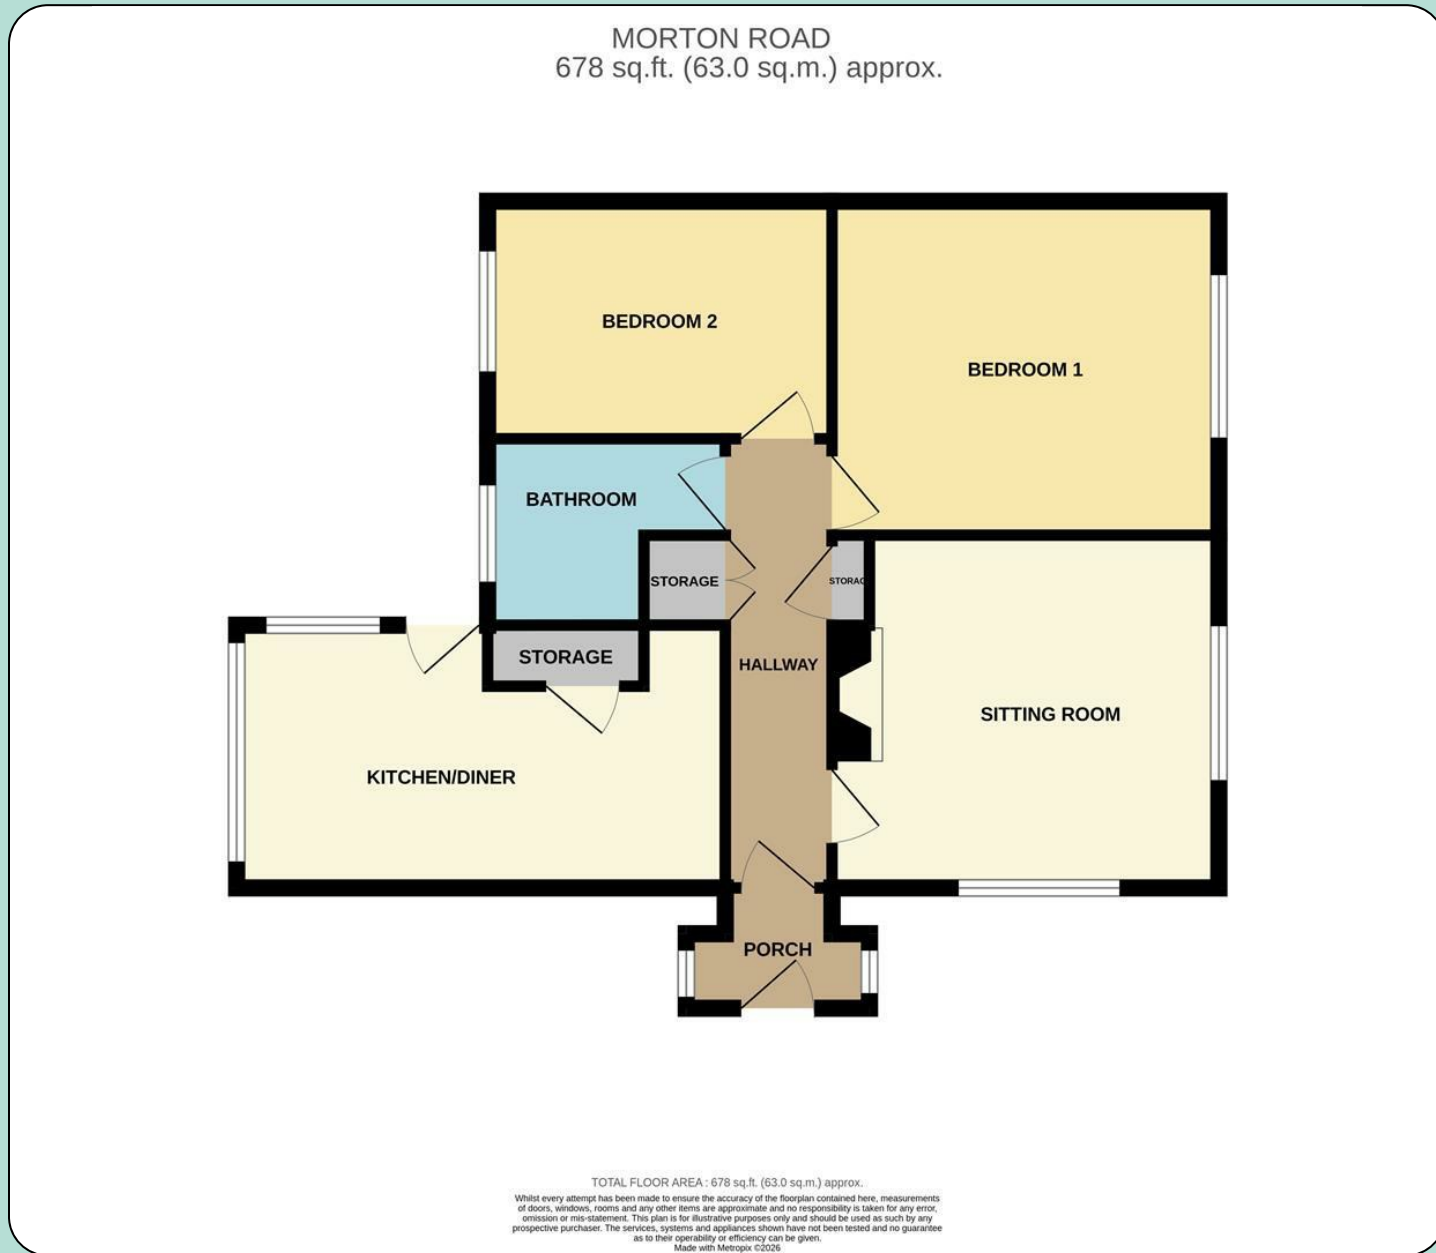 MORTON ROAD
678 sq.ft. (63.0 sq.m.) approx.
BEDROOM 2
BEDROOM 1
BATHROOM
STORAGE
STORAG
STORAGE
HALLWAY
SITTING ROOM
KITCHEN/DINER
PORCH
TOTAL FLOOR AREA : 678 sq.ft. (63.0 sq.m.) approx.
Whilst every attempt has been made to ensure the accuracy of the floorplan contained here, measurements
of doors, windows, rooms and any other items are approximate and no responsibility is taken for any error,
omission or mis-statement. This plan is for illustrative purposes only and should be used as such by any
prospective purchaser. The services, systems and appliances shown have not been tested and no guarantee
as to their operability or efficiency can be given.
Made with Metropix ©2026